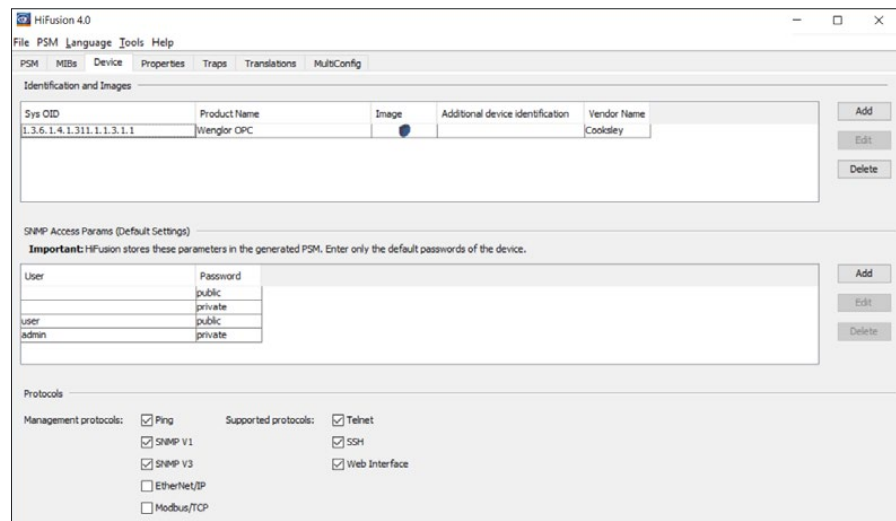 HiFusion 4.0
File PSM Language Tools Help
PSM MIBs Device Properties Traps Translations MultiConfig
Identification and Images
Sys OID Product Name Image Additional device identification Vendor Name
1.3.6.1.4.1.311.1.1.3.1.1 Wenglor OPC Cooksley
Add
Edit
Delete
SNMP Access Params (Default Settings)
Important: HiFusion stores these parameters in the generated PSM. Enter only the default passwords of the device.
User Password
public
private
user public
admin private
Add
Edit
Delete
Protocols
Management protocols: Ping Supported protocols: Telnet
SNMP V1 SSH
SNMP V3 Web Interface
EtherNet/IP
Modbus/TCP